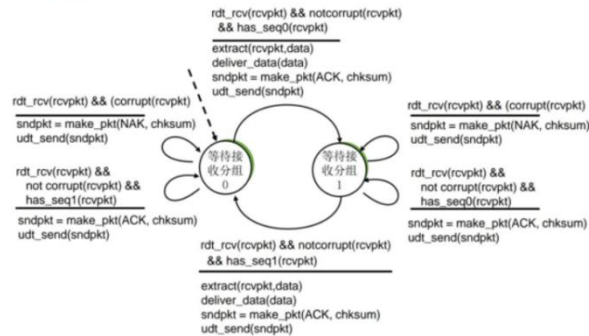 rdt_rcv(rcvpkt) && notcorrupt(rcvpkt)
&& has_seq0(rcvpkt)
extract(rcvpkt,data)
deliver_data(data)
sndpkt = make_pkt(ACK, chksum)
udt_send(sndpkt)
rdt_rcv(rcvpkt) && (corrupt(rcvpkt)
sndpkt = make_pkt(NAK, chksum)
udt_send(sndpkt)
rdt_rcv(rcvpkt) &&
not corrupt(rcvpkt) &&
has_seq1(rcvpkt)
sndpkt = make_pkt(ACK, chksum)
udt_send(sndpkt)
等待接
收分组
0
等待接
收分组
1
rdt_rcv(rcvpkt) && (corrupt(rcvpkt)
sndpkt = make_pkt(NAK, chksum)
udt_send(sndpkt)
rdt_rcv(rcvpkt) &&
not corrupt(rcvpkt) &&
has_seq0(rcvpkt)
sndpkt = make_pkt(ACK, chksum)
udt_send(sndpkt)
rdt_rcv(rcvpkt) && notcorrupt(rcvpkt)
&& has_seq1(rcvpkt)
extract(rcvpkt,data)
deliver_data(data)
sndpkt = make_pkt(ACK, chksum)
udt_send(sndpkt)